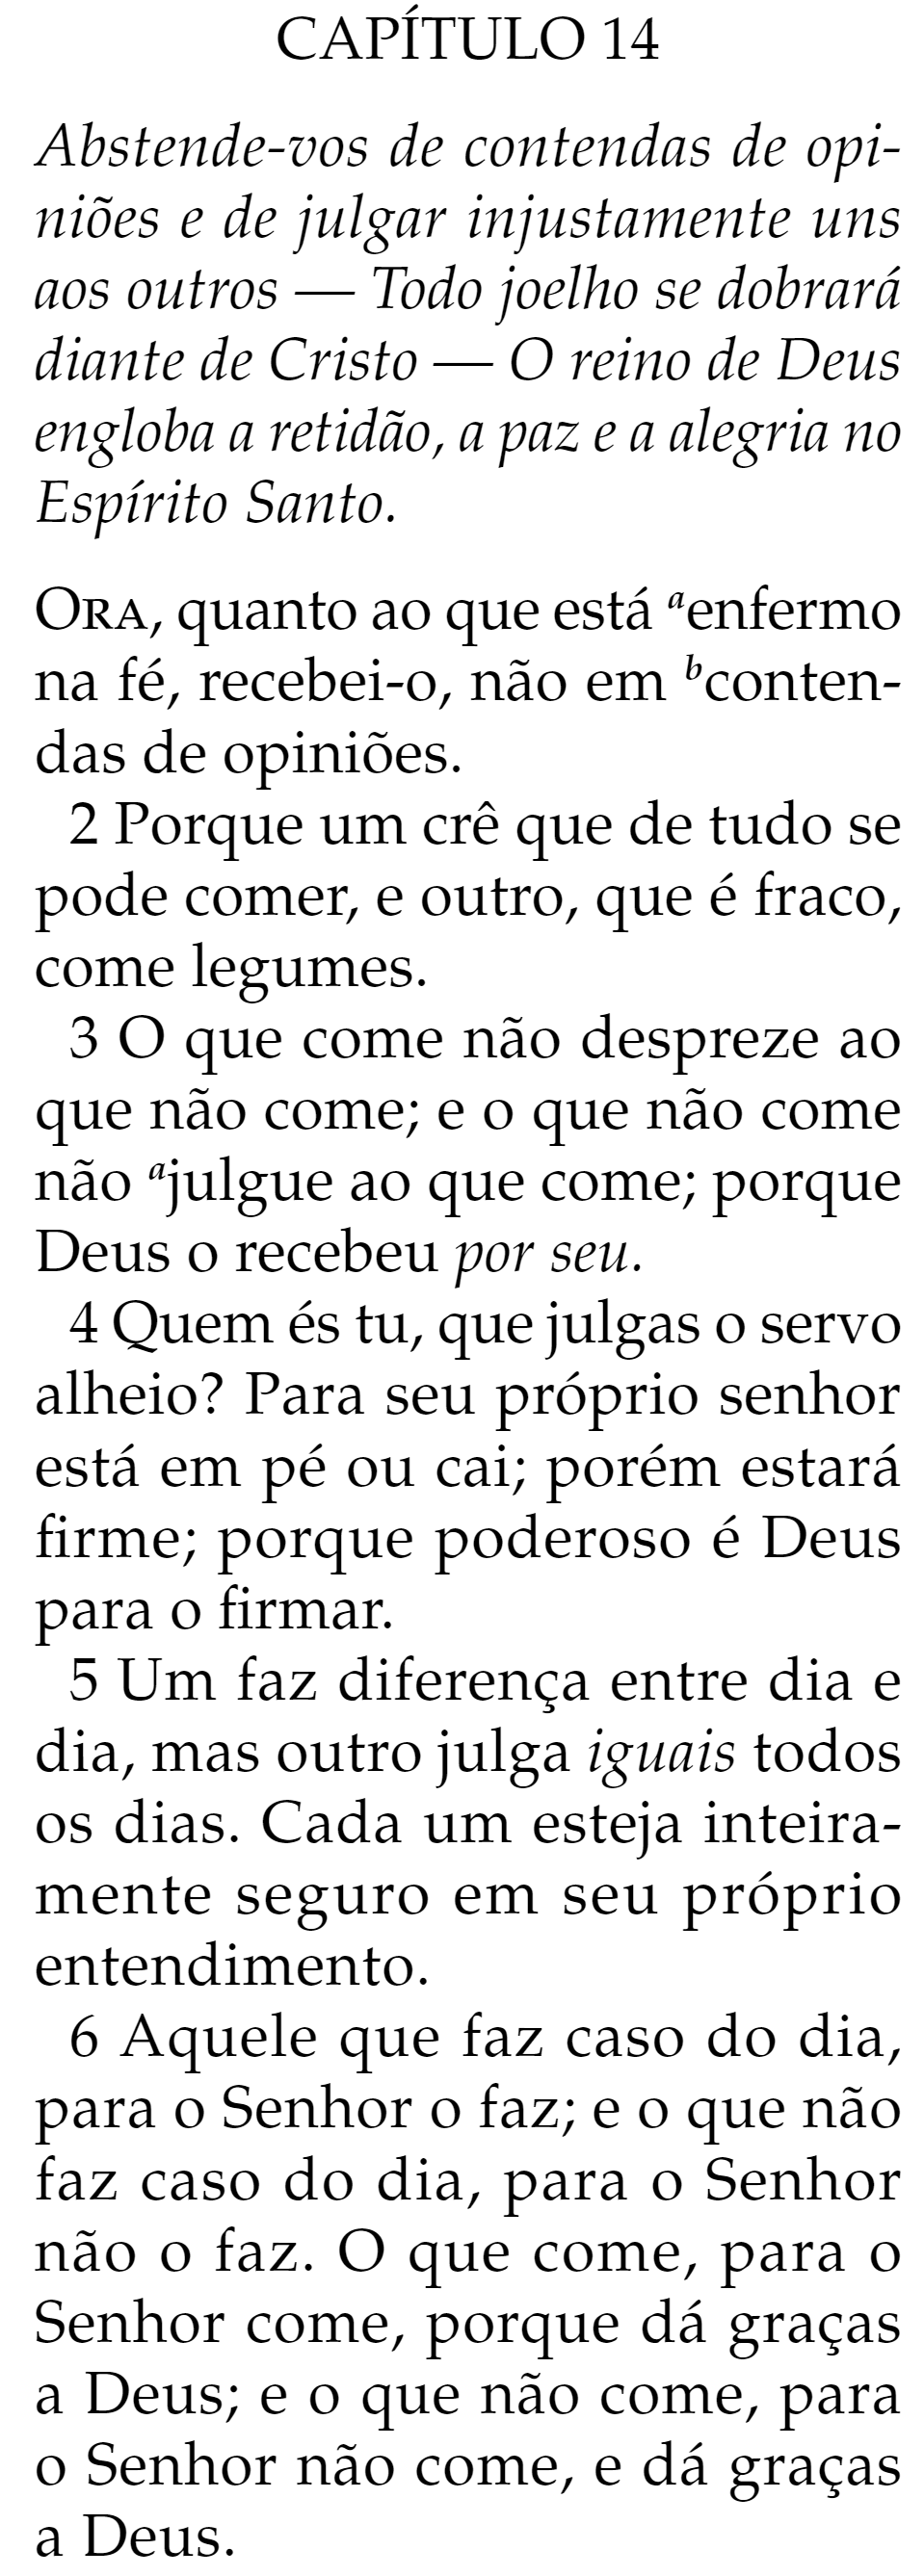 CAPÍTULO 14
Abstende-vos de contendas de opi-
niões e de julgar injustamente uns
aos outros — Todo joelho se dobrará
diante de Cristo — O reino de Deus
engloba a retidão, a paz e a alegria no
Espírito Santo.
ORA, quanto ao que está ᵃenfermo
na fé, recebei-o, não em ᵇconten-
das de opiniões.
2 Porque um crê que de tudo se
pode comer, e outro, que é fraco,
come legumes.
3 O que come não despreze ao
que não come; e o que não come
não ᵃjulgue ao que come; porque
Deus o recebeu por seu.
4 Quem és tu, que julgas o servo
alheio? Para seu próprio senhor
está em pé ou cai; porém estará
firme; porque poderoso é Deus
para o firmar.
5 Um faz diferença entre dia e
dia, mas outro julga iguais todos
os dias. Cada um esteja inteira-
mente seguro em seu próprio
entendimento.
6 Aquele que faz caso do dia,
para o Senhor o faz; e o que não
faz caso do dia, para o Senhor
não o faz. O que come, para o
Senhor come, porque dá graças
a Deus; e o que não come, para
o Senhor não come, e dá graças
a Deus.